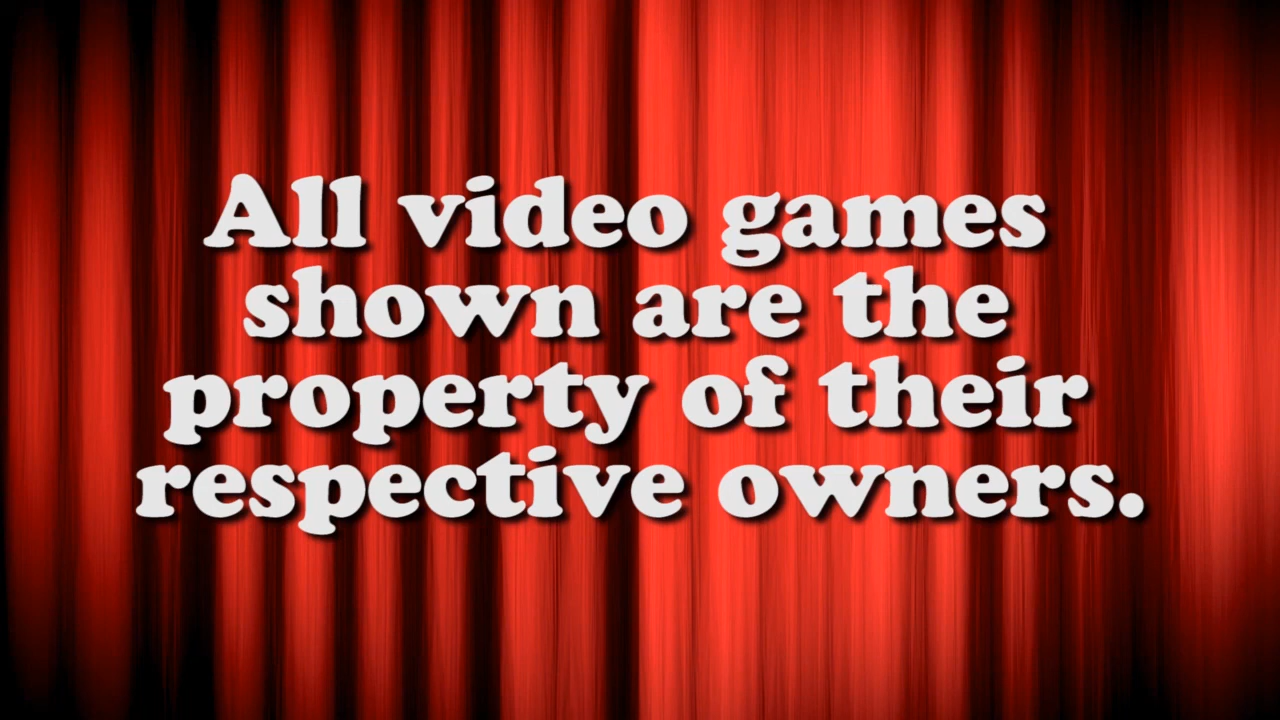 All video games
shown are the
property of their
respective owners.